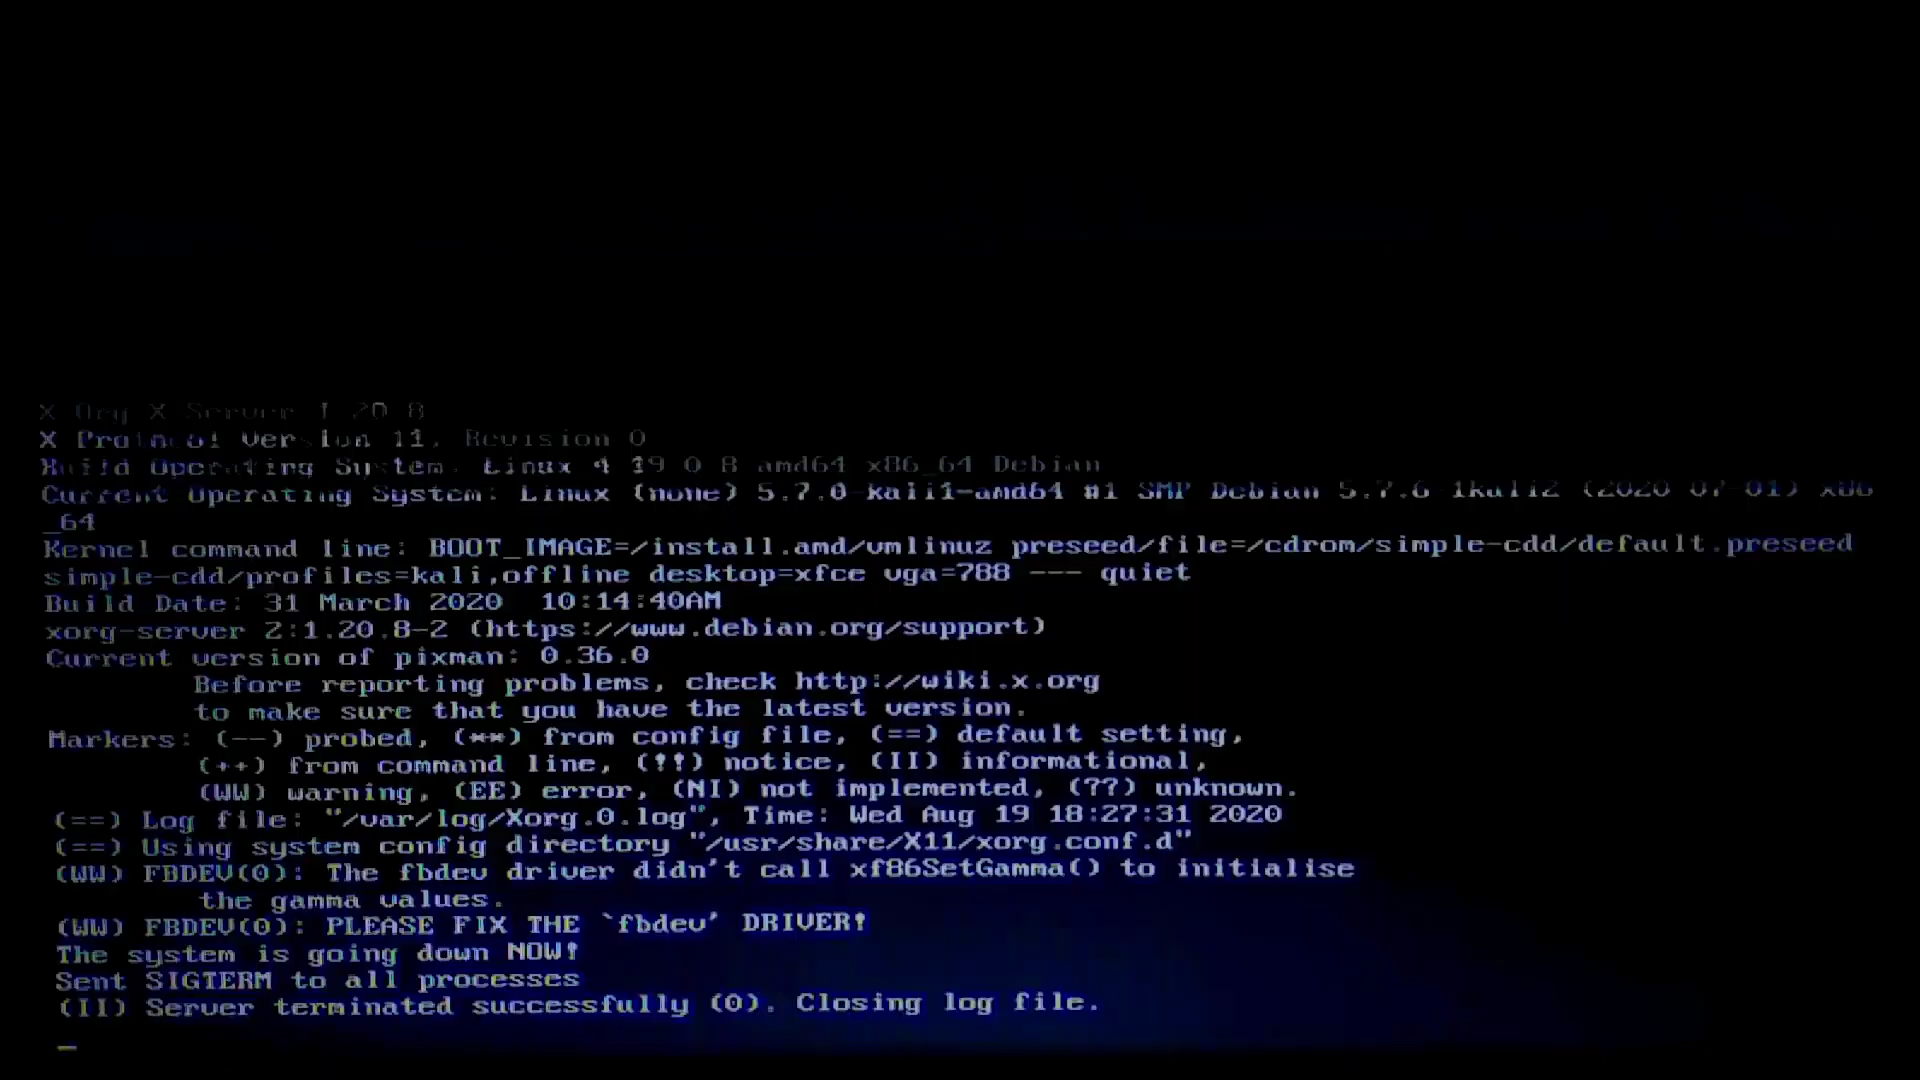 X.Org X Server 1.20.8
X Protocol Version 11, Revision 0
Build Operating System: Linux 4.19.0-8-amd64 x86_64 Debian
Current Operating System: Linux (none) 5.7.0-kali1-amd64 #1 SMP Debian 5.7.6-1kali2 (2020-07-01) x86
_64
Kernel command line: BOOT_IMAGE=/install.amd/vmlinuz preseed/file=/cdrom/simple-cdd/default.preseed
simple-cdd/profiles=kali,offline desktop=xfce vga=788 --- quiet
Build Date: 31 March 2020  10:14:40AM
xorg-server 2:1.20.8-2 (https://www.debian.org/support)
Current version of pixman: 0.36.0
Before reporting problems, check http://wiki.x.org
to make sure that you have the latest version.
Markers: (--) probed, (**) from config file, (==) default setting,
(++) from command line, (!!) notice, (II) informational,
(WW) warning, (EE) error, (NI) not implemented, (??) unknown.
(==) Log file: "/var/log/Xorg.0.log", Time: Wed Aug 19 18:27:31 2020
(==) Using system config directory "/usr/share/X11/xorg.conf.d"
(WW) FBDEV(0): The fbdev driver didn't call xf86SetGamma() to initialise
the gamma values.
(WW) FBDEV(0): PLEASE FIX THE `fbdev' DRIVER!
The system is going down NOW!
Sent SIGTERM to all processes
(II) Server terminated successfully (0). Closing log file.
_